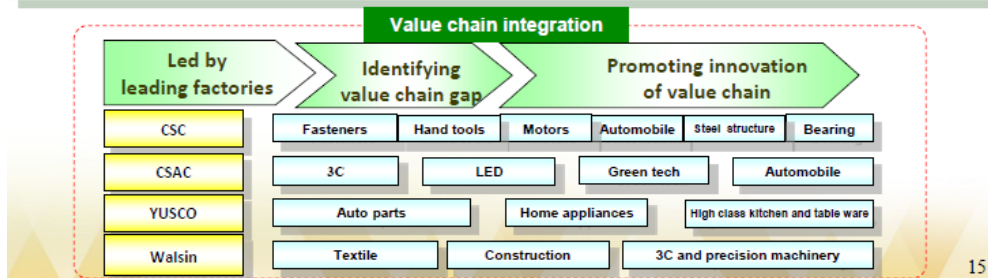 Value chain integration
Led by
leading factories
Identifying
value chain gap
Promoting innovation
of value chain
CSC
Fasteners
Hand tools
Motors
Automobile
Steel structure
Bearing
CSAC
3C
LED
Green tech
Automobile
YUSCO
Auto parts
Home appliances
High class kitchen and table ware
Walsin
Textile
Construction
3C and precision machinery
15